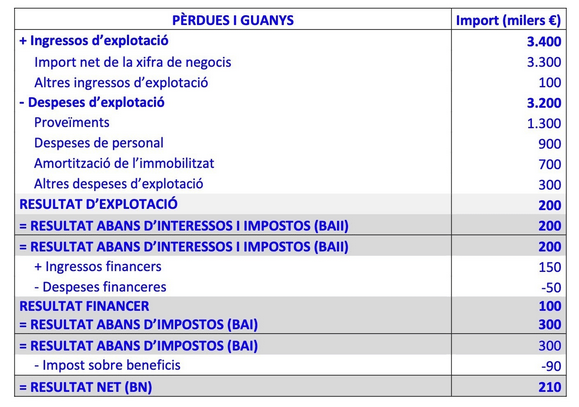 PÈRDUES I GUANYS Import (milers €)
+ Ingressos d’explotació 3.400
Import net de la xifra de negocis 3.300
Altres ingressos d’explotació 100
- Despeses d’explotació 3.200
Proveïments 1.300
Despeses de personal 900
Amortització de l’immobilitzat 700
Altres despeses d’explotació 300
RESULTAT D’EXPLOTACIÓ 200
= RESULTAT ABANS D’INTERESSOS I IMPOSTOS (BAII) 200
= RESULTAT ABANS D’INTERESSOS I IMPOSTOS (BAII) 200
+ Ingressos financers 150
- Despeses financeres -50
RESULTAT FINANCER 100
= RESULTAT ABANS D’IMPOSTOS (BAI) 300
= RESULTAT ABANS D’IMPOSTOS (BAI) 300
- Impost sobre beneficis -90
= RESULTAT NET (BN) 210